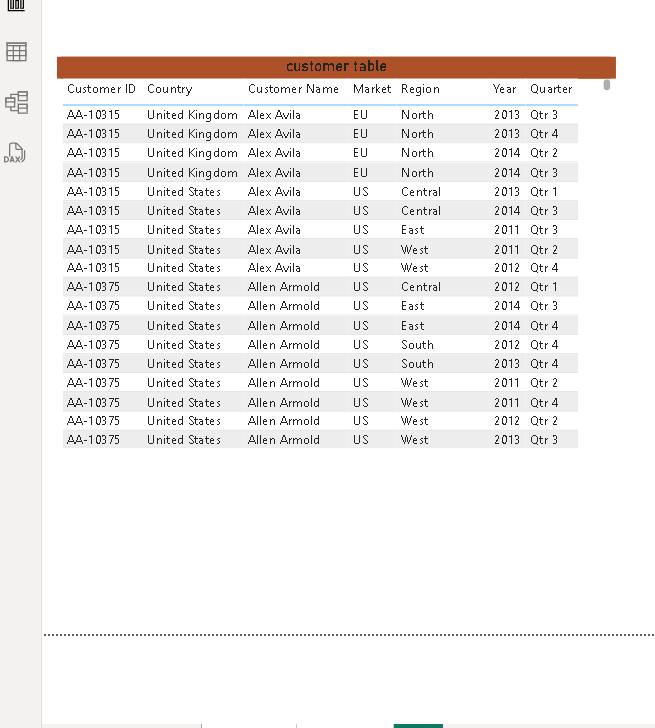 customer table
Customer ID Country Customer Name Market Region Year Quarter
AA-10315 United Kingdom Alex Avila EU North 2013 Qtr 3
AA-10315 United Kingdom Alex Avila EU North 2013 Qtr 4
AA-10315 United Kingdom Alex Avila EU North 2014 Qtr 2
AA-10315 United Kingdom Alex Avila EU North 2014 Qtr 3
AA-10315 United States Alex Avila US Central 2013 Qtr 1
AA-10315 United States Alex Avila US Central 2014 Qtr 3
AA-10315 United States Alex Avila US East 2011 Qtr 3
AA-10315 United States Alex Avila US West 2011 Qtr 2
AA-10315 United States Alex Avila US West 2012 Qtr 4
AA-10375 United States Allen Armold US Central 2012 Qtr 1
AA-10375 United States Allen Armold US East 2014 Qtr 3
DAX AA-10375 United States Allen Armold US East 2014 Qtr 4
AA-10375 United States Allen Armold US South 2012 Qtr 4
AA-10375 United States Allen Armold US South 2013 Qtr 4
AA-10375 United States Allen Armold US West 2011 Qtr 2
AA-10375 United States Allen Armold US West 2011 Qtr 4
AA-10375 United States Allen Armold US West 2012 Qtr 2
AA-10375 United States Allen Armold US West 2013 Qtr 3